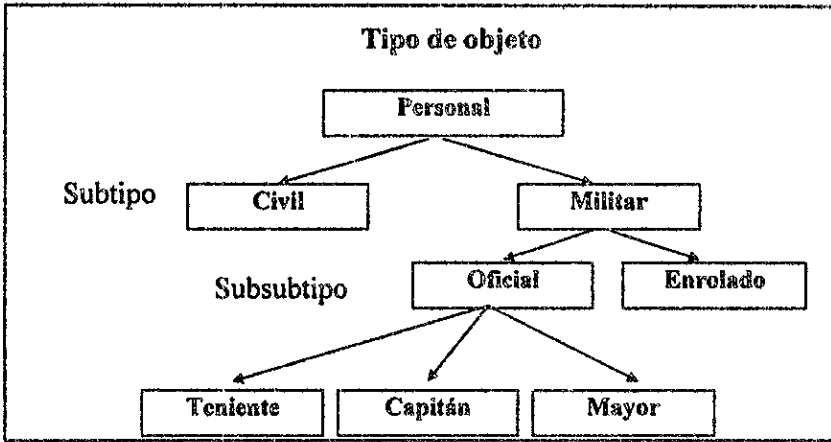 Tipo de objeto
Personal
Subtipo
Civil
Militar
Subsubtipo
Oficial
Enrolado
Teniente
Capitán
Mayor